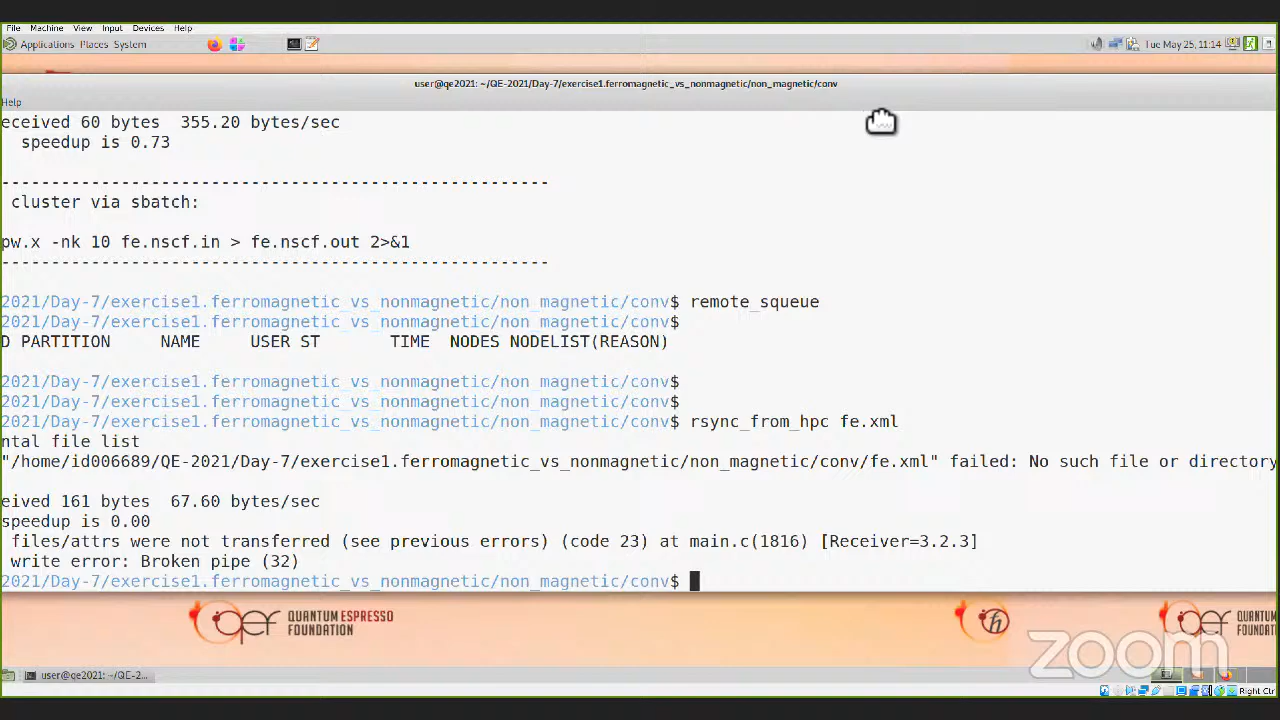 File Machine View Input Devices Help
Applications Places System Tue May 25, 11:14
user@qe2021: ~/QE-2021/Day-7/exercise1.ferromagnetic_vs_nonmagnetic/non_magnetic/conv
Help
eceived 60 bytes 355.20 bytes/sec
speedup is 0.73
-------------------------------------------------------
cluster via sbatch:
pw.x -nk 10 fe.nscf.in > fe.nscf.out 2>&1
-------------------------------------------------------
2021/Day-7/exercise1.ferromagnetic_vs_nonmagnetic/non_magnetic/conv$ remote_squeue
2021/Day-7/exercise1.ferromagnetic_vs_nonmagnetic/non_magnetic/conv$
D PARTITION NAME USER ST TIME NODES NODELIST(REASON)
2021/Day-7/exercise1.ferromagnetic_vs_nonmagnetic/non_magnetic/conv$
2021/Day-7/exercise1.ferromagnetic_vs_nonmagnetic/non_magnetic/conv$
2021/Day-7/exercise1.ferromagnetic_vs_nonmagnetic/non_magnetic/conv$ rsync_from_hpc fe.xml
ntal file list
"/home/id006689/QE-2021/Day-7/exercise1.ferromagnetic_vs_nonmagnetic/non_magnetic/conv/fe.xml" failed: No such file or directory
eived 161 bytes 67.60 bytes/sec
speedup is 0.00
files/attrs were not transferred (see previous errors) (code 23) at main.c(1816) [Receiver=3.2.3]
write error: Broken pipe (32)
2021/Day-7/exercise1.ferromagnetic_vs_nonmagnetic/non_magnetic/conv$
QEF QUANTUM ESPRESSO
FOUNDATION
ħ
QEF QUANTUM
FOUNDAT
zoom
user@qe2021: ~/QE-2...
Right Ctrl